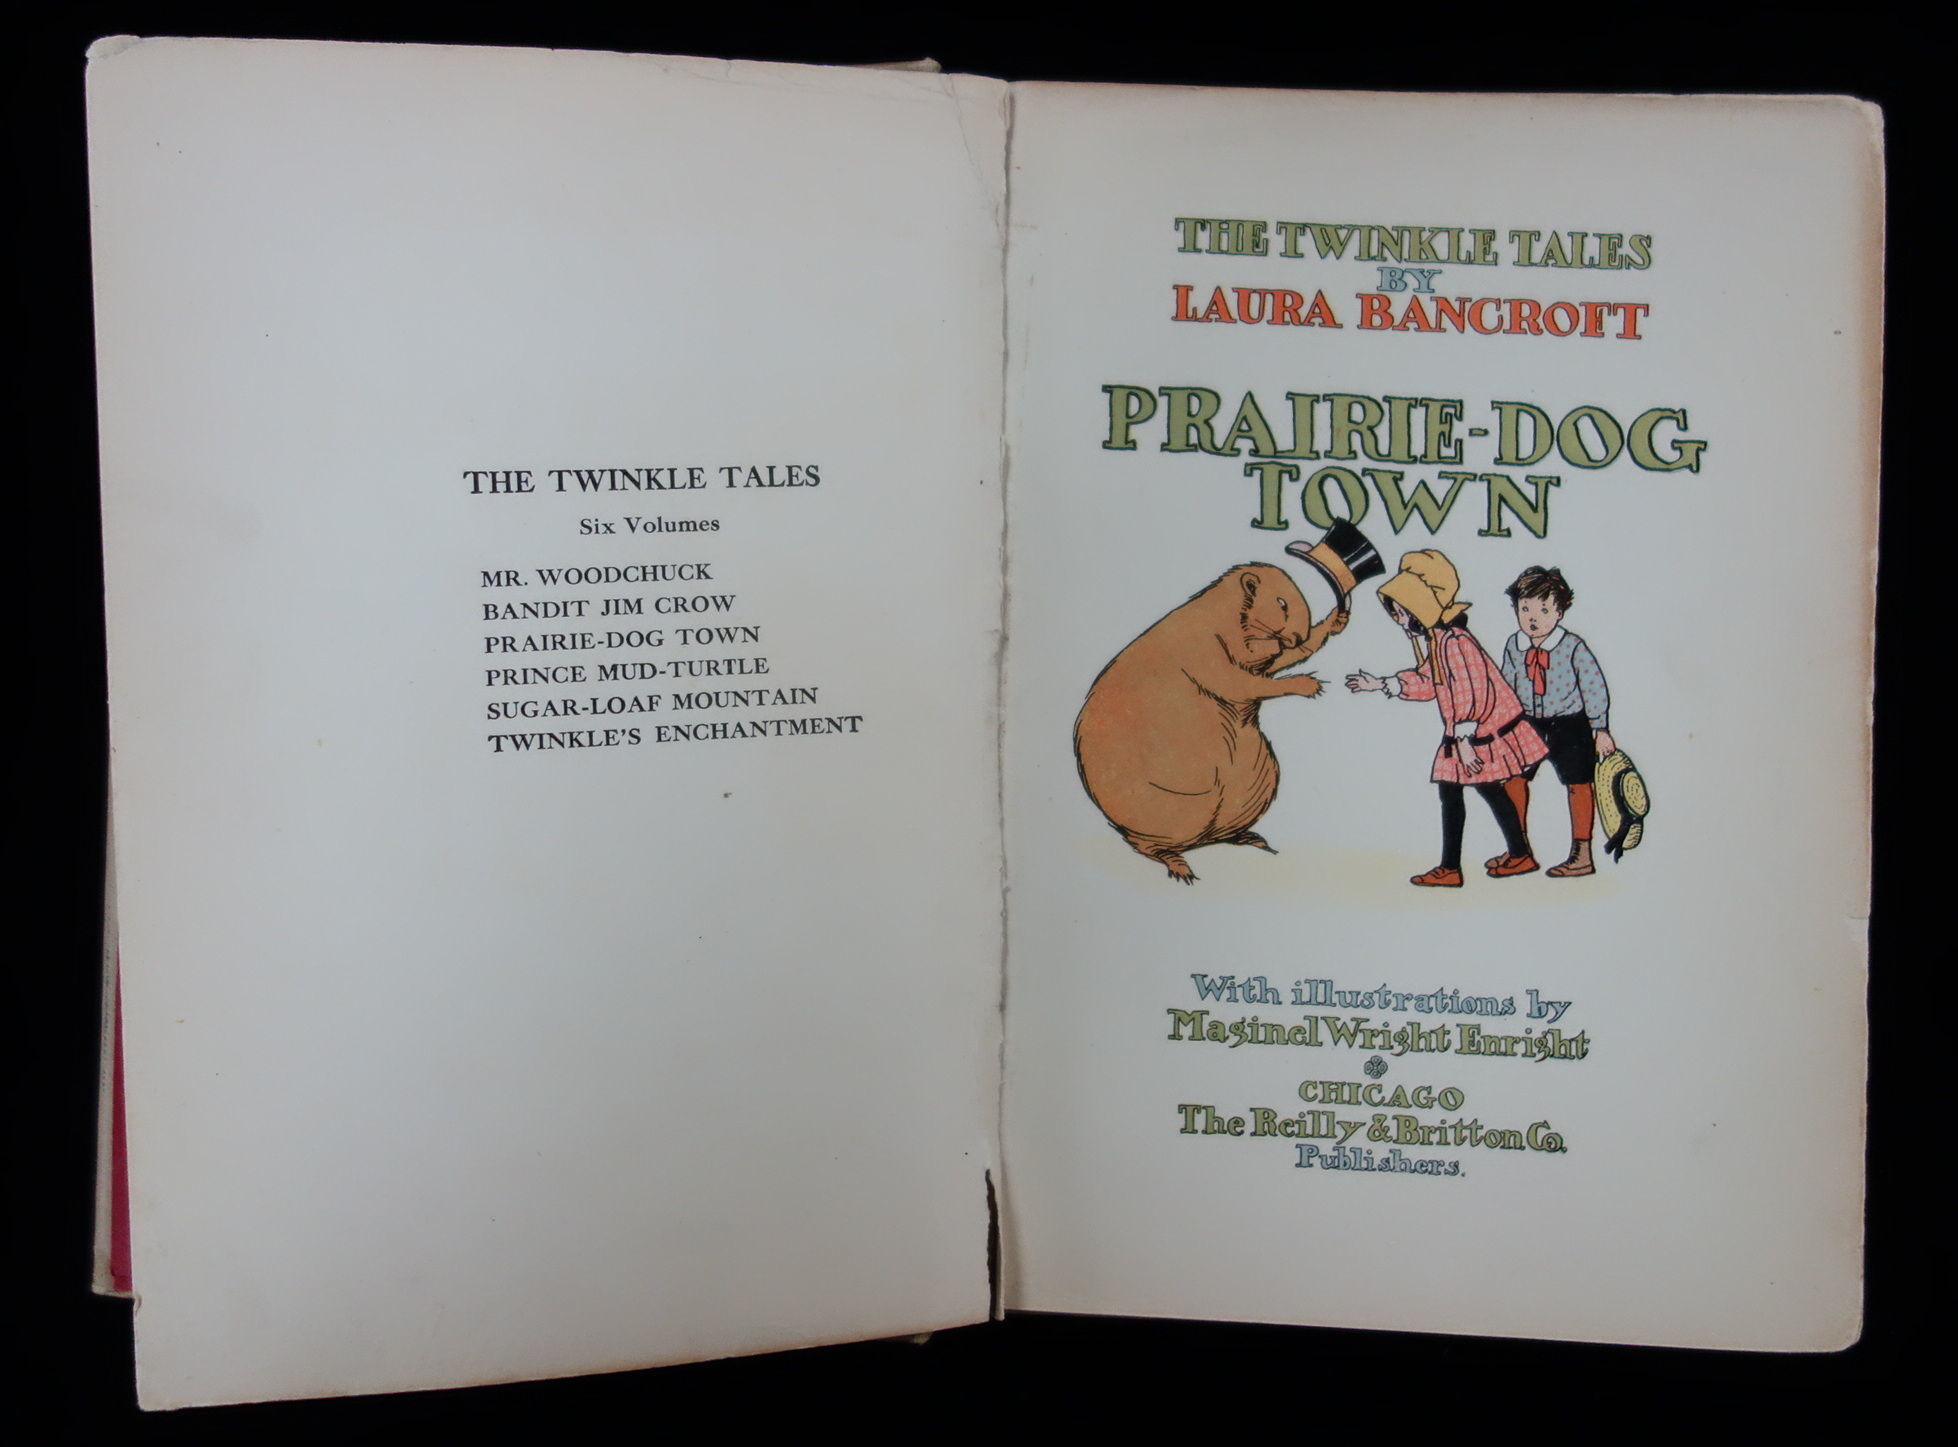 THE TWINKLE TALES
Six Volumes
MR. WOODCHUCK
BANDIT JIM CROW
PRAIRIE-DOG TOWN
PRINCE MUD-TURTLE
SUGAR-LOAF MOUNTAIN
TWINKLE'S ENCHANTMENT
THE TWINKLE TALES
BY
LAURA BANCROFT
PRAIRIE-DOG
TOWN
With illustrations by
Maginel Wright Enright
CHICAGO
The Reilly & Britton Co.
Publishers.